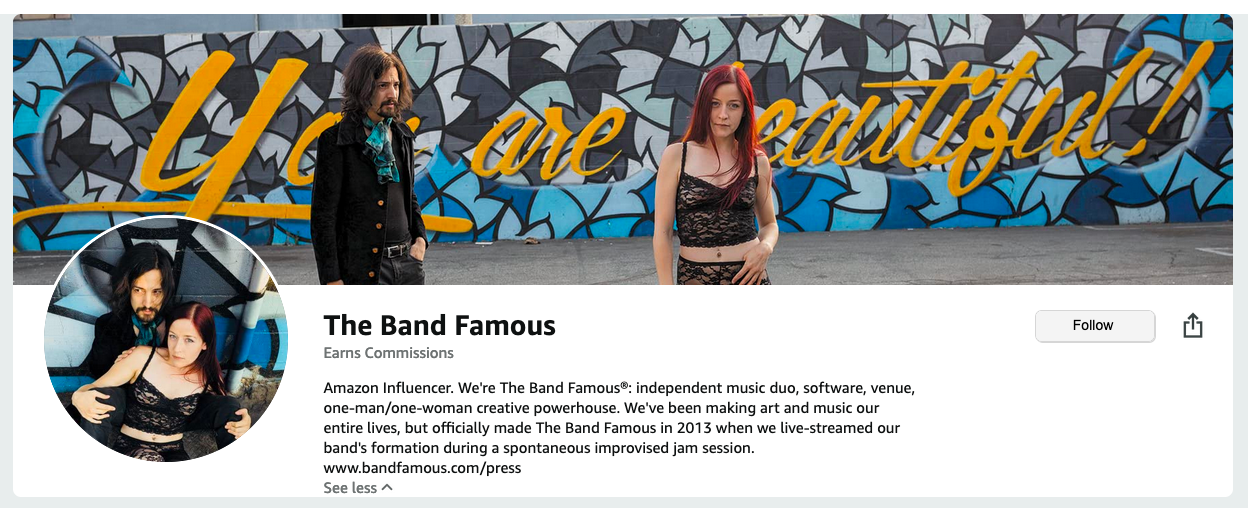 You are beautiful!
The Band Famous
Follow
Earns Commissions
Amazon Influencer. We're The Band Famous®: independent music duo, software, venue,
one-man/one-woman creative powerhouse. We've been making art and music our
entire lives, but officially made The Band Famous in 2013 when we live-streamed our
band's formation during a spontaneous improvised jam session.
www.bandfamous.com/press
See less